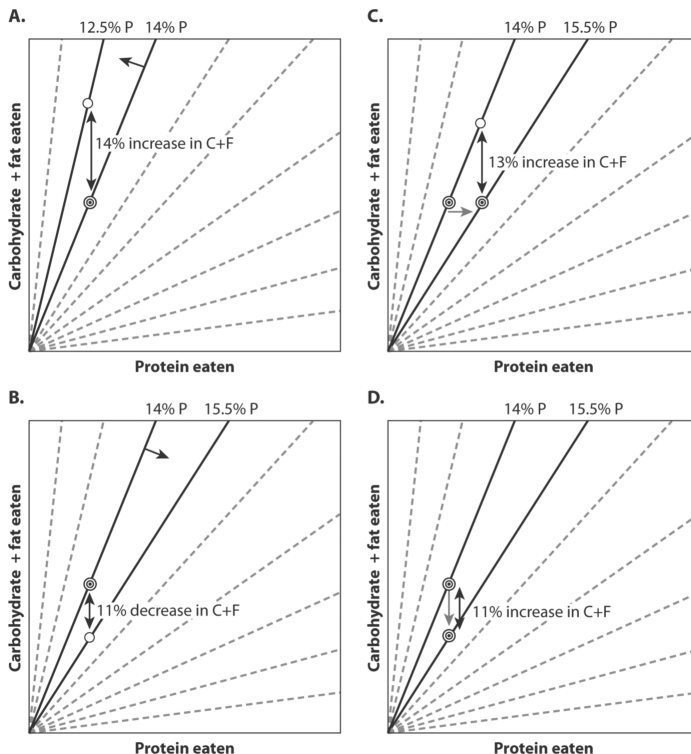 A.
12.5% P 14% P
14% increase in C+F
Carbohydrate + fat eaten
Protein eaten
C.
14% P 15.5% P
13% increase in C+F
Carbohydrate + fat eaten
Protein eaten
B.
14% P 15.5% P
11% decrease in C+F
Carbohydrate + fat eaten
Protein eaten
D.
14% P 15.5% P
11% increase in C+F
Carbohydrate + fat eaten
Protein eaten